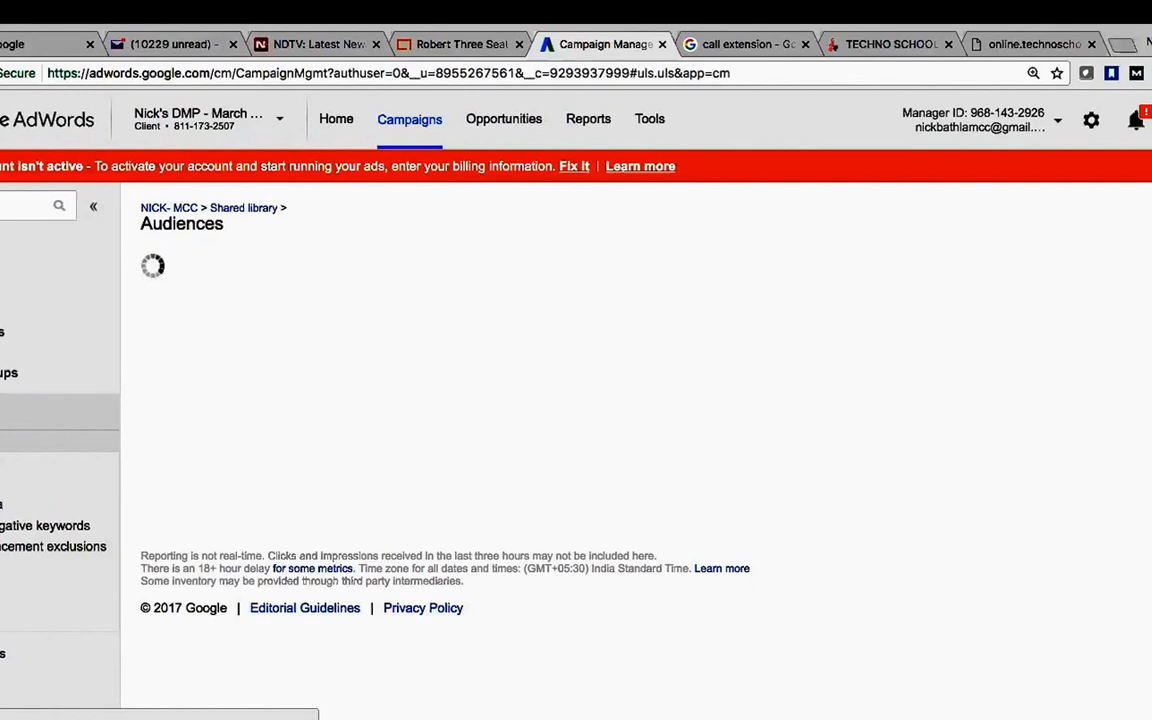 oogle
(10229 unread) -
NDTV: Latest New
Robert Three Seat
Campaign Manage
call extension - Go
TECHNO SCHOOL
online.technoscho
Secure
https://adwords.google.com/cm/CampaignMgmt?authuser=0&__u=8955267561&__c=9293937999#uls.uls&app=cm
e AdWords
Nick's DMP - March ...
Client • 811-173-2507
Home
Campaigns
Opportunities
Reports
Tools
Manager ID: 968-143-2926
nickbathlamcc@gmail....
nt isn't active - To activate your account and start running your ads, enter your billing information. Fix it | Learn more
«
NICK- MCC > Shared library >
Audiences
s
ups
a
gative keywords
cement exclusions
s
Reporting is not real-time. Clicks and impressions received in the last three hours may not be included here.
There is an 18+ hour delay for some metrics. Time zone for all dates and times: (GMT+05:30) India Standard Time. Learn more
Some inventory may be provided through third party intermediaries.
© 2017 Google | Editorial Guidelines | Privacy Policy